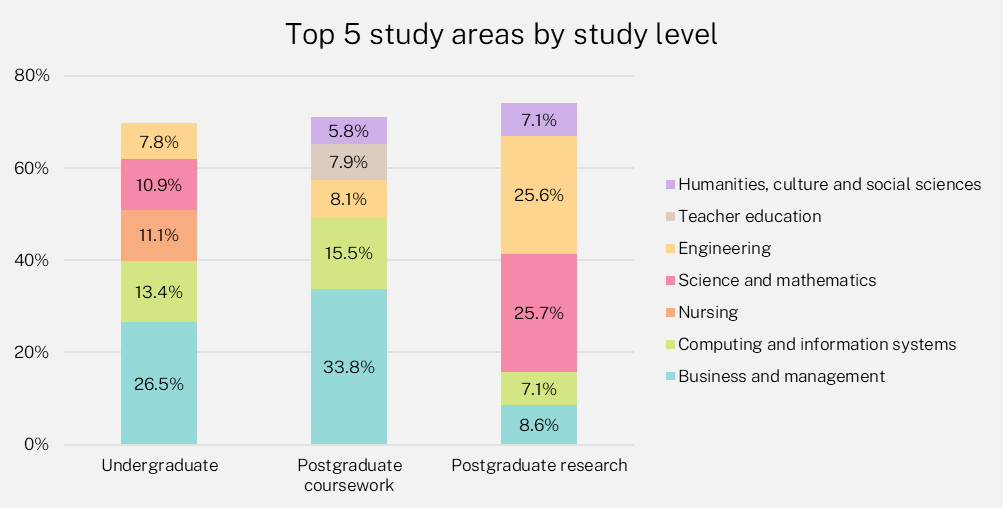 Top 5 study areas by study level
80%
60%
40%
20%
0%
7.8%
10.9%
11.1%
13.4%
26.5%
5.8%
7.9%
8.1%
15.5%
33.8%
7.1%
25.6%
25.7%
7.1%
8.6%
Undergraduate
Postgraduate
coursework
Postgraduate research
Humanities, culture and social sciences
Teacher education
Engineering
Science and mathematics
Nursing
Computing and information systems
Business and management